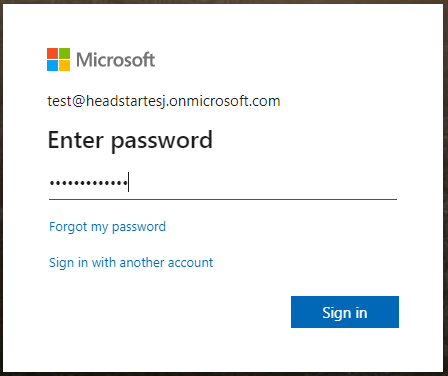 Microsoft
test@headstartesj.onmicrosoft.com
Enter password
•••••••••••••
Forgot my password
Sign in with another account
Sign in